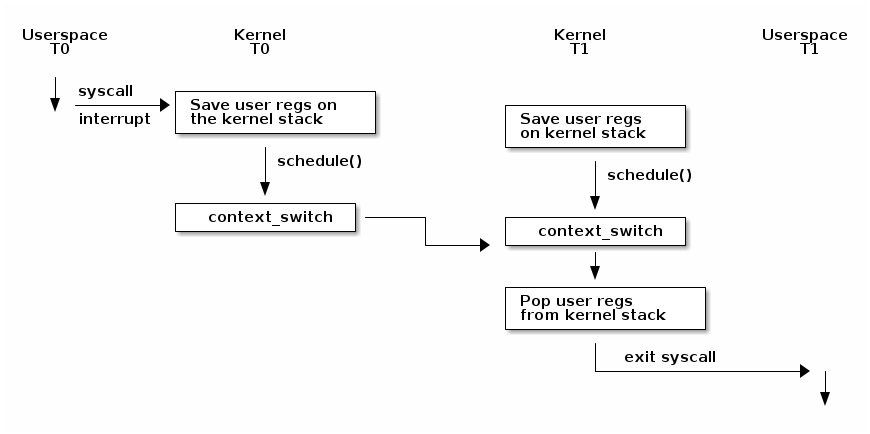 Userspace
T0
Kernel
T0
Kernel
T1
Userspace
T1
syscall
interrupt
Save user regs on
the kernel stack
schedule()
context_switch
Save user regs
on kernel stack
schedule()
context_switch
Pop user regs
from kernel stack
exit syscall